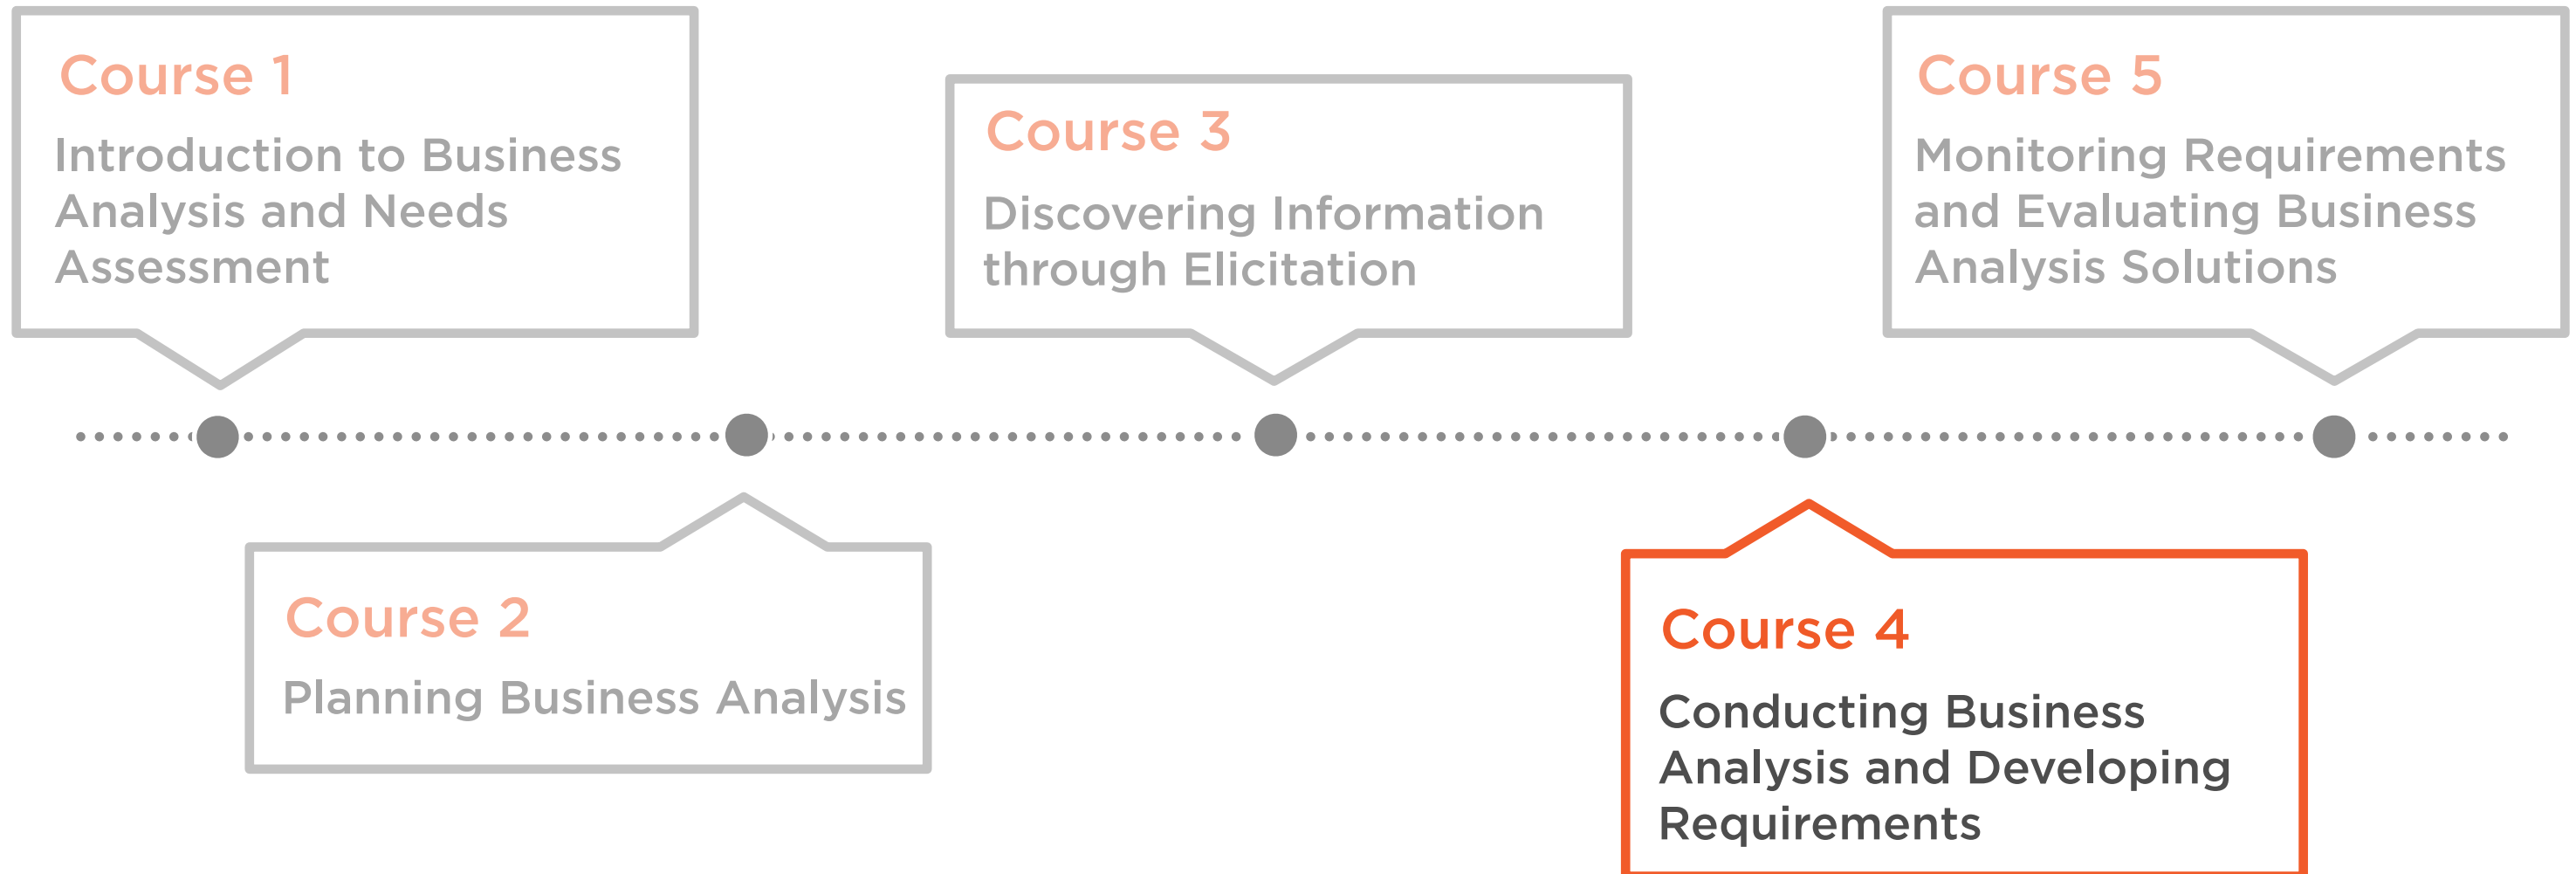 Course 1
Introduction to Business
Analysis and Needs
Assessment
Course 2
Planning Business Analysis
Course 3
Discovering Information
through Elicitation
Course 4
Conducting Business
Analysis and Developing
Requirements
Course 5
Monitoring Requirements
and Evaluating Business
Analysis Solutions